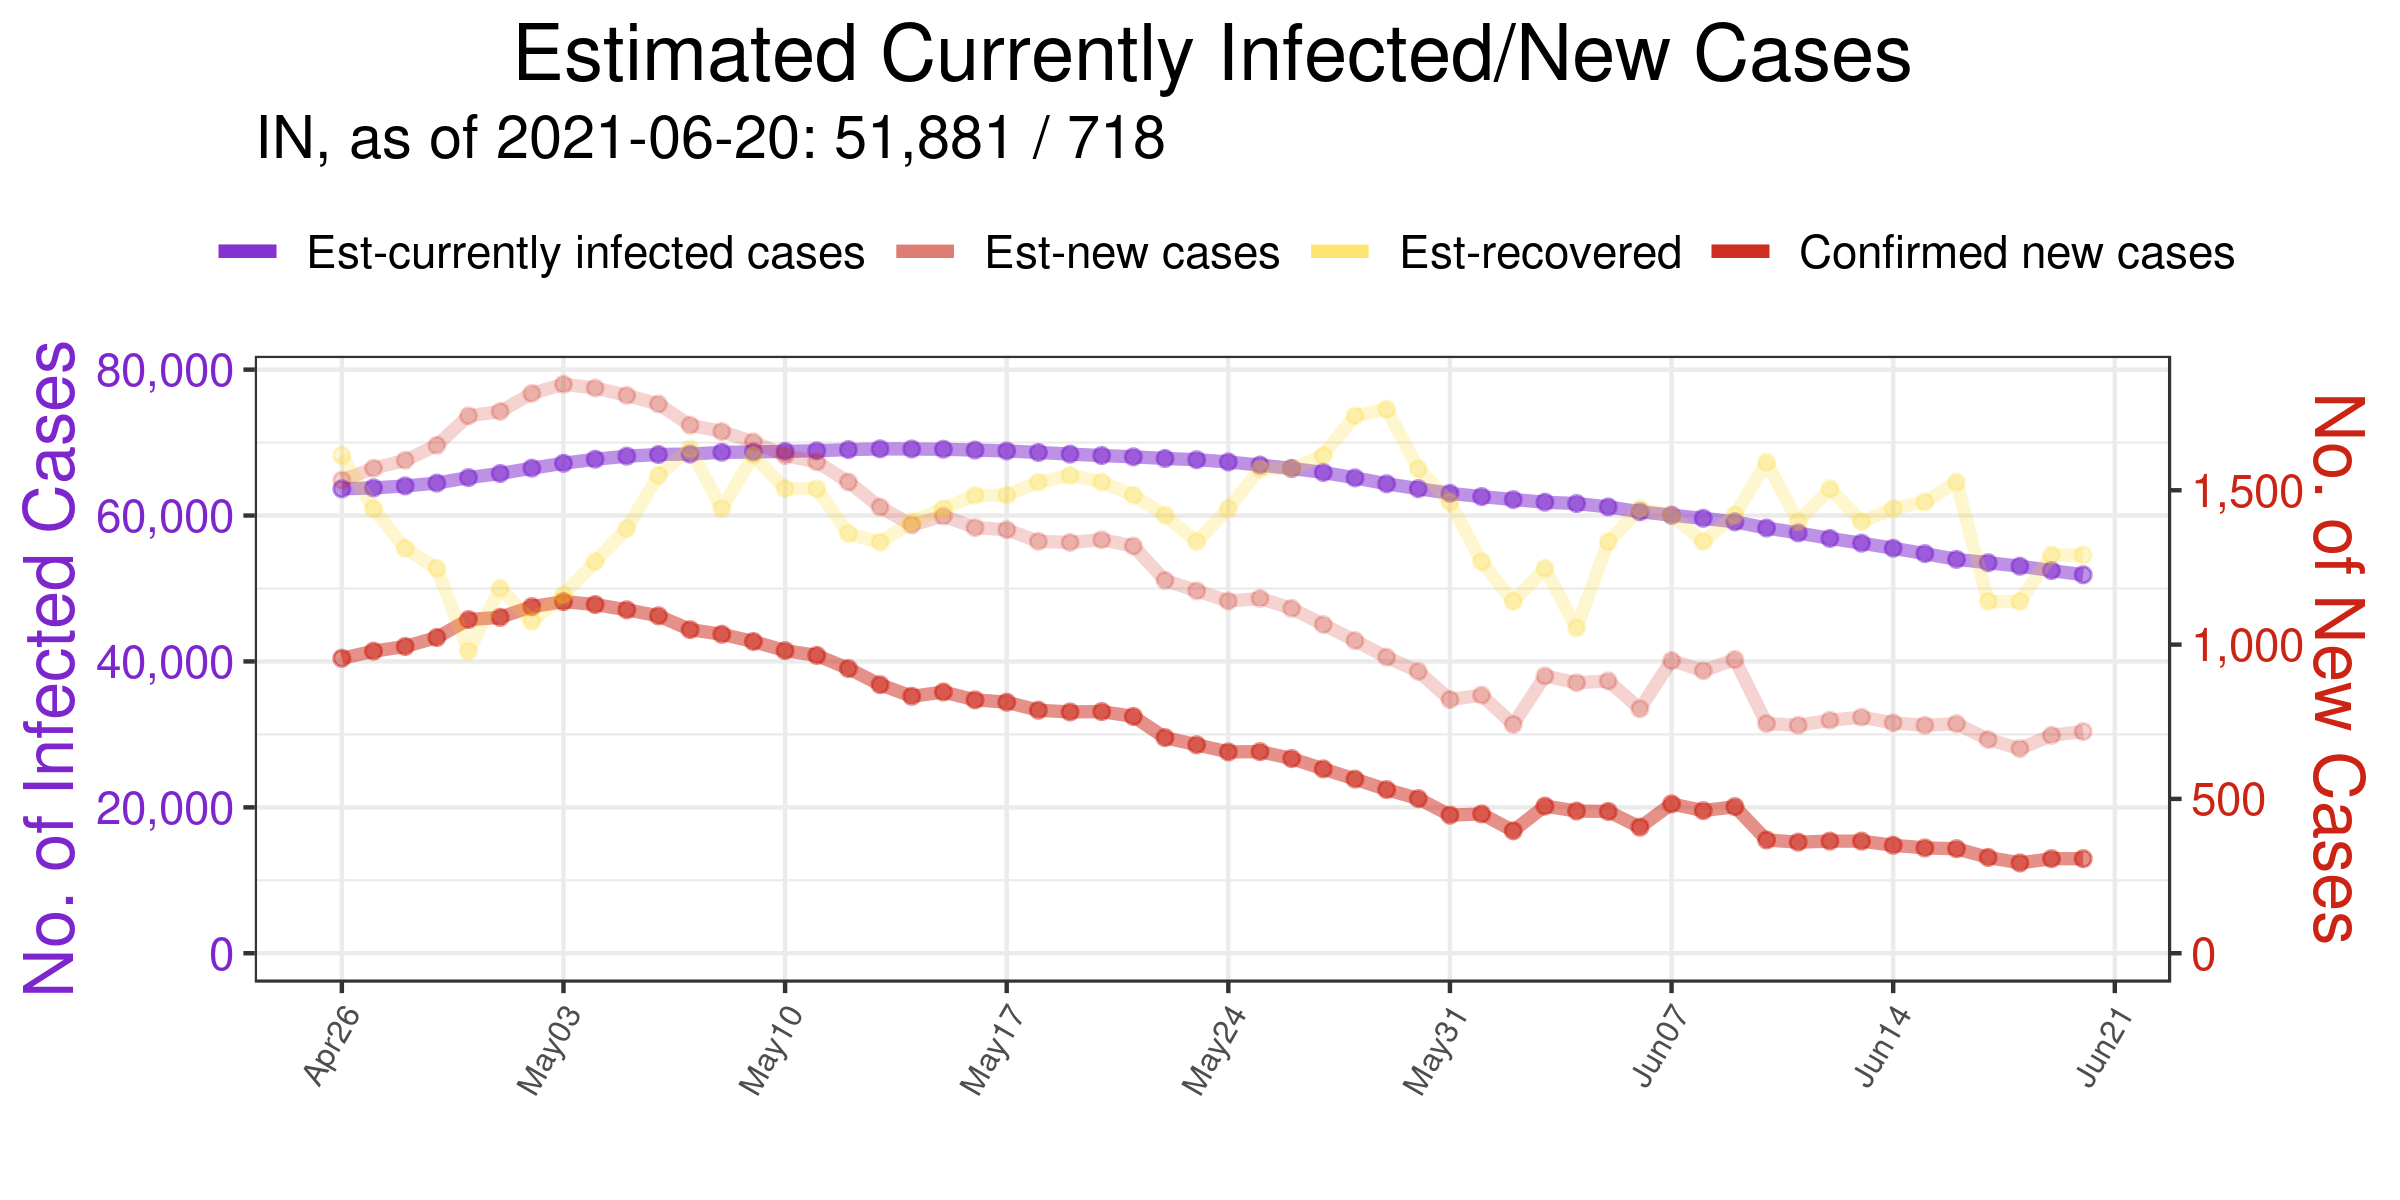 Estimated Currently Infected/New Cases
IN, as of 2021-06-20: 51,881 / 718
Est-currently infected cases
Est-new cases
Est-recovered
Confirmed new cases
No. of Infected Cases
80,000
60,000
40,000
20,000
0
1,500
1,000
500
0
No. of New Cases
Apr26
May03
May10
May17
May24
May31
Jun07
Jun14
Jun21